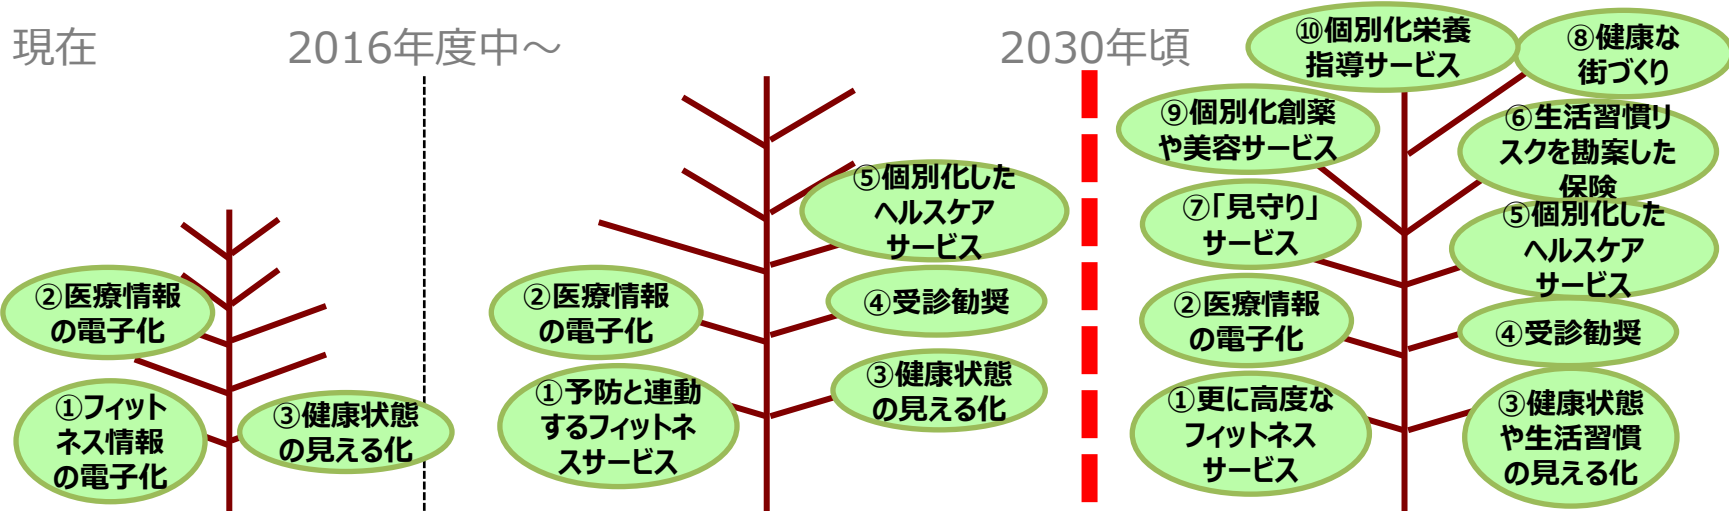 現在
2016年度中～
2030年頃
②医療情報
の電子化
①フィット
ネス情報
の電子化
③健康状態
の見える化
⑤個別化した
ヘルスケア
サービス
②医療情報
の電子化
④受診勧奨
①予防と連動
するフィットネ
スサービス
③健康状態
の見える化
⑩個別化栄養
指導サービス
⑧健康な
街づくり
⑨個別化創薬
や美容サービス
⑥生活習慣リ
スクを勘案した
保険
⑦「見守り」
サービス
⑤個別化した
ヘルスケア
サービス
②医療情報
の電子化
④受診勧奨
①更に高度な
フィットネス
サービス
③健康状態
や生活習慣
の見える化